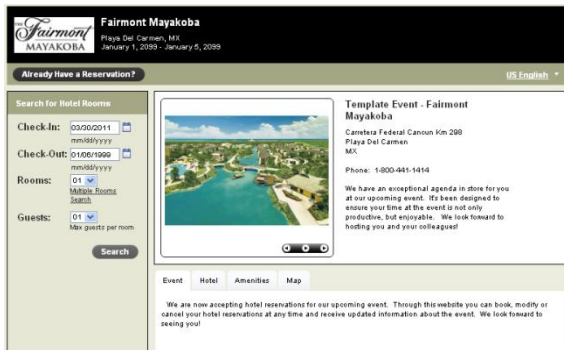 THE
Fairmont
MAYAKOBA
Fairmont Mayakoba
Playa Del Carmen, MX
January 1, 2099 - January 5, 2099
Already Have a Reservation?
US English
Search for Hotel Rooms
Check-In: 03/30/2011
mm/dd/yyyy
Check-Out: 01/06/1999
mm/dd/yyyy
Rooms: 01
Multiple Rooms
Search
Guests: 01
Max guests per room
Search
Template Event - Fairmont
Mayakoba
Carretera Federal Cancun Km 298
Playa Del Carmen
MX
Phone: 1-800-441-1414
We have an exceptional agenda in store for you
at our upcoming event. It's been designed to
ensure your time at the event is not only
productive, but enjoyable. We look forward to
hosting you and your colleagues!
Event Hotel Amenities Map
We are now accepting hotel reservations for our upcoming event. Through this website you can book, modify or
cancel your hotel reservations at any time and receive updated information about the event. We look forward to
seeing you!